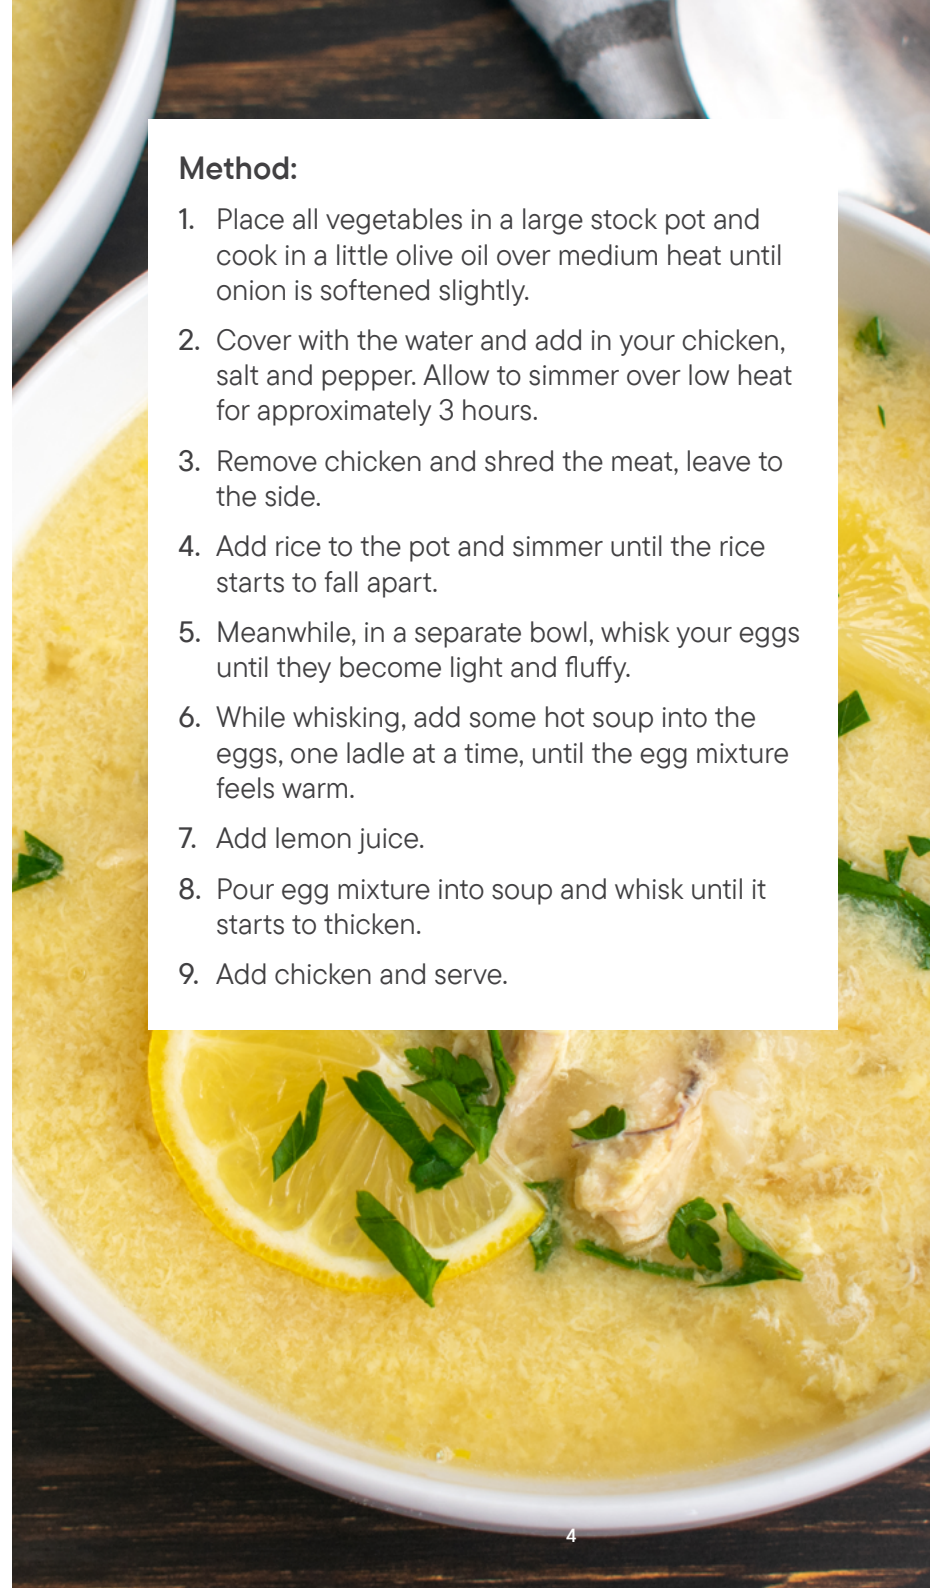 Method:
1. Place all vegetables in a large stock pot and
cook in a little olive oil over medium heat until
onion is softened slightly.
2. Cover with the water and add in your chicken,
salt and pepper. Allow to simmer over low heat
for approximately 3 hours.
3. Remove chicken and shred the meat, leave to
the side.
4. Add rice to the pot and simmer until the rice
starts to fall apart.
5. Meanwhile, in a separate bowl, whisk your eggs
until they become light and fluffy.
6. While whisking, add some hot soup into the
eggs, one ladle at a time, until the egg mixture
feels warm.
7. Add lemon juice.
8. Pour egg mixture into soup and whisk until it
starts to thicken.
9. Add chicken and serve.
4